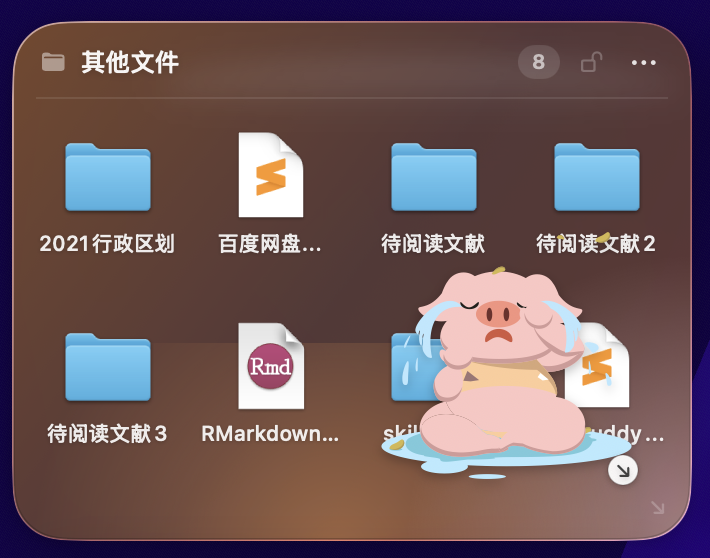 其他文件
8
2021行政区划
百度网盘...
待阅读文献
待阅读文献 2
待阅读文献 3
Rmd
RMarkdown...